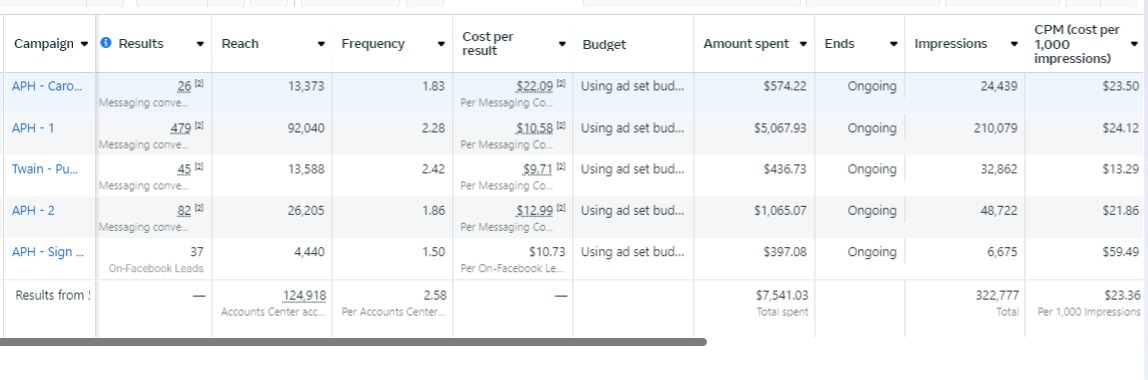 Campaign Results Reach Frequency Cost per result Budget Amount spent Ends Impressions CPM (cost per 1,000 impressions)
APH - Caro... 26 [2] 13,373 1.83 $22.09 [2] Using ad set bud... $574.22 Ongoing 24,439 $23.50
Messaging conve... Per Messaging Co...
APH - 1 479 [2] 92,040 2.28 $10.58 [2] Using ad set bud... $5,067.93 Ongoing 210,079 $24.12
Messaging conve... Per Messaging Co...
Twain - Pu... 45 [2] 13,588 2.42 $9.71 [2] Using ad set bud... $436.73 Ongoing 32,862 $13.29
Messaging conve... Per Messaging Co...
APH - 2 82 [2] 26,205 1.86 $12.99 [2] Using ad set bud... $1,065.07 Ongoing 48,722 $21.86
Messaging conve... Per Messaging Co...
APH - Sign ... 37 4,440 1.50 $10.73 Using ad set bud... $397.08 Ongoing 6,675 $59.49
On-Facebook Leads Per On-Facebook Le...
Results from — 124,918 2.58 — $7,541.03 322,777 $23.36
Accounts Center acc... Per Accounts Center... Total spent Total Per 1,000 Impressions